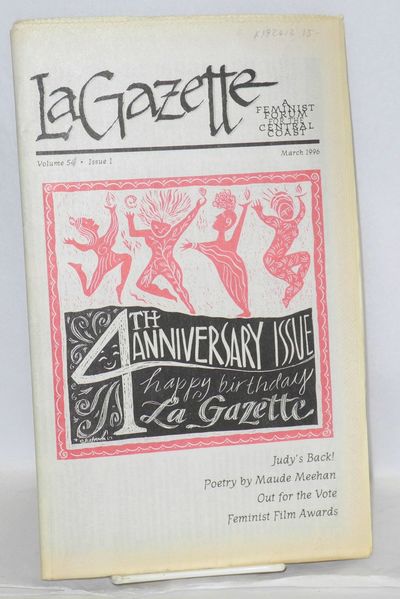 La Gazette
A
FEMINIST
FORUM
FOR THE
CENTRAL
COAST
Volume 5 • Issue 1
March 1996
4TH
ANNIVERSARY ISSUE
happy birthday
La Gazette
Judy's Back!
Poetry by Maude Meehan
Out for the Vote
Feminist Film Awards